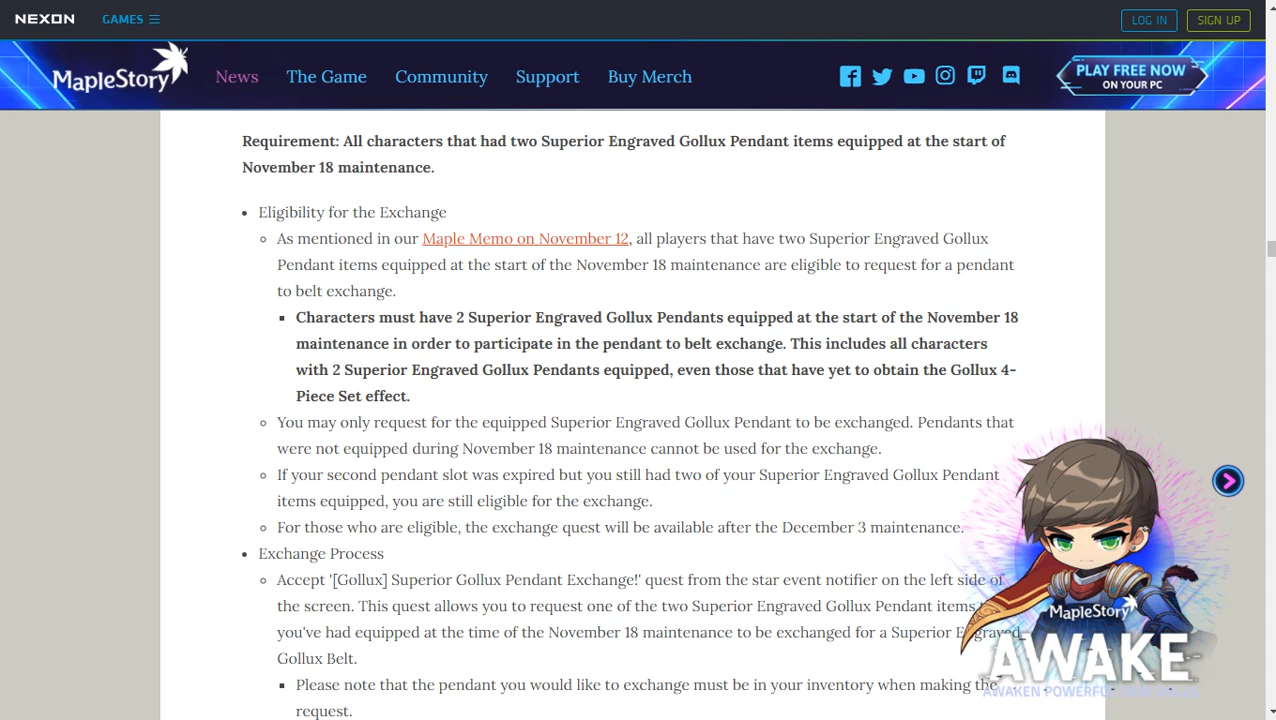 NEXON GAMES LOG IN SIGN UP
MapleStory News The Game Community Support Buy Merch PLAY FREE NOW
ON YOUR PC
Requirement: All characters that had two Superior Engraved Gollux Pendant items equipped at the start of
November 18 maintenance.
• Eligibility for the Exchange
As mentioned in our Maple Memo on November 12, all players that have two Superior Engraved Gollux
Pendant items equipped at the start of the November 18 maintenance are eligible to request for a pendant
to belt exchange.
Characters must have 2 Superior Engraved Gollux Pendants equipped at the start of the November 18
maintenance in order to participate in the pendant to belt exchange. This includes all characters
with 2 Superior Engraved Gollux Pendants equipped, even those that have yet to obtain the Gollux 4-
Piece Set effect.
You may only request for the equipped Superior Engraved Gollux Pendant to be exchanged. Pendants that
were not equipped during November 18 maintenance cannot be used for the exchange.
If your second pendant slot was expired but you still had two of your Superior Engraved Gollux Pendant
items equipped, you are still eligible for the exchange.
For those who are eligible, the exchange quest will be available after the December 3 maintenance.
• Exchange Process
Accept '[Gollux] Superior Gollux Pendant Exchange!' quest from the star event notifier on the left side of
the screen. This quest allows you to request one of the two Superior Engraved Gollux Pendant items
you've had equipped at the time of the November 18 maintenance to be exchanged for a Superior Engraved
Gollux Belt.
Please note that the pendant you would like to exchange must be in your inventory when making the
request.
MapleStory
AWAKE
AWAKEN POWERFUL NEW SKILLS